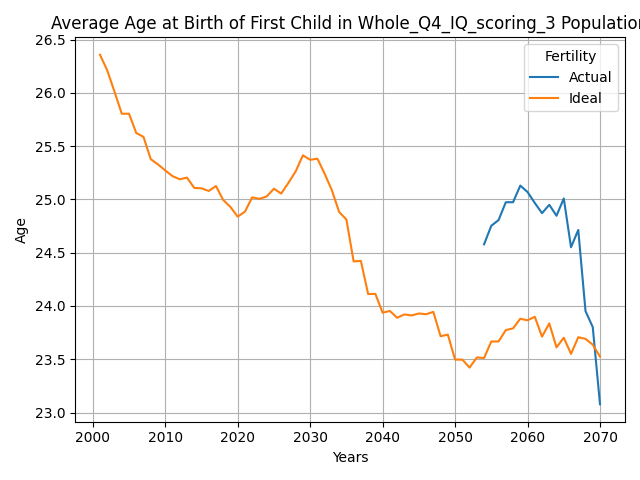 Average Age at Birth of First Child in Whole_Q4_IQ_scoring_3 Population
Fertility
Actual
Ideal
Age
26.5
26.0
25.5
25.0
24.5
24.0
23.5
23.0
2000 2010 2020 2030 2040 2050 2060 2070
Years